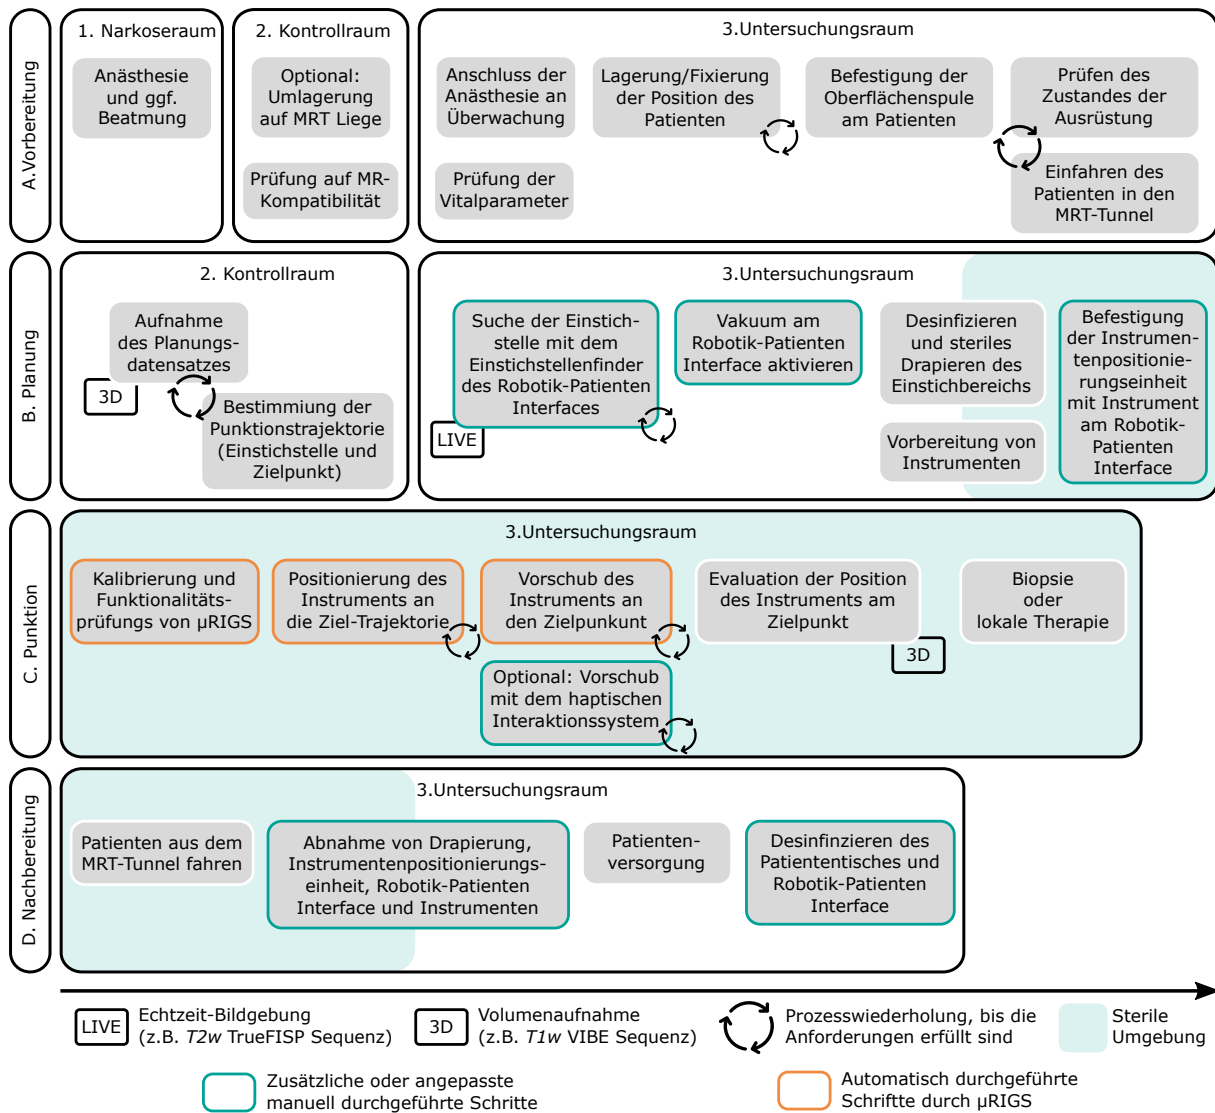 A.Vorbereitung
1. Narkoseraum
Anästhesie
und ggf.
Beatmung
2. Kontrollraum
Optional:
Umlagerung
auf MRT Liege
Prüfung auf MR-
Kompatibilität
3.Untersuchungsraum
Anschluss der
Anästhesie an
Überwachung
Prüfung der
Vitalparameter
Lagerung/Fixierung
der Position des
Patienten
Befestigung der
Oberflächenspule
am Patienten
Prüfen des
Zustandes der
Ausrüstung
Einfahren des
Patienten in den
MRT-Tunnel
B. Planung
2. Kontrollraum
Aufnahme
des Planungs-
datensatzes
3D
Bestimmiung der
Punktionstrajektorie
(Einstichstelle und
Zielpunkt)
3.Untersuchungsraum
Suche der Einstich-
stelle mit dem
Einstichstellenfinder
des Robotik-Patienten
Interfaces
LIVE
Vakuum am
Robotik-Patienten
Interface aktivieren
Desinfizieren
und steriles
Drapieren des
Einstichbereichs
Vorbereitung von
Instrumenten
Befestigung
der Instrumen-
tenpositionie-
rungseinheit
mit Instrument
am Robotik-
Patienten
Interface
C. Punktion
3.Untersuchungsraum
Kalibrierung und
Funktionalitäts-
prüfungs von µRIGS
Positionierung des
Instruments an
die Ziel-Trajektorie
Vorschub des
Instruments an
den Zielpunkunt
Optional: Vorschub
mit dem haptischen
Interaktionssystem
Evaluation der Position
des Instruments am
Zielpunkt
3D
Biopsie
oder
lokale Therapie
D. Nachbereitung
3.Untersuchungsraum
Patienten aus dem
MRT-Tunnel fahren
Abnahme von Drapierung,
Instrumentenpositionierungs-
einheit, Robotik-Patienten
Interface und Instrumenten
Patienten-
versorgung
Desinfinzieren des
Patiententisches und
Robotik-Patienten
Interface
LIVE
Echtzeit-Bildgebung
(z.B. T2w TrueFISP Sequenz)
3D
Volumenaufnahme
(z.B. T1w VIBE Sequenz)
Prozesswiederholung, bis die
Anforderungen erfüllt sind
Sterile
Umgebung
Zusätzliche oder angepasste
manuell durchgeführte Schritte
Automatisch durchgeführte
Schriftte durch µRIGS